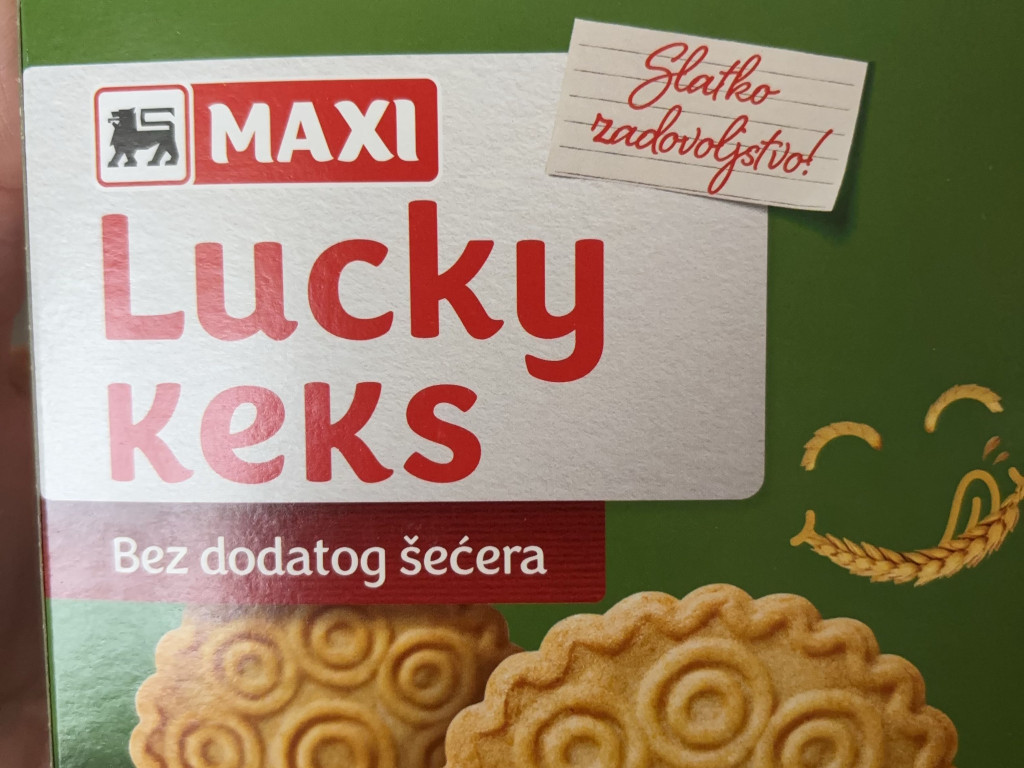 MAXI
Slatko
zadovoljstvo!
Lucky
keks
Bez dodatog šećera